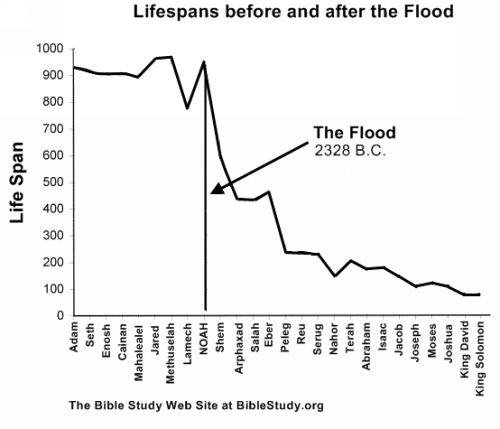 Lifespans before and after the Flood
1000
900
800
700
600
500
400
300
200
100
0
Life Span
The Flood
2328 B.C.
Adam
Seth
Enosh
Cainan
Mahalealel
Jared
Methuselah
Lamech
NOAH
Shem
Arphaxad
Salah
Eber
Peleg
Reu
Serug
Nahor
Terah
Abraham
Isaac
Jacob
Joseph
Moses
Joshua
King David
King Solomon
The Bible Study Web Site at BibleStudy.org